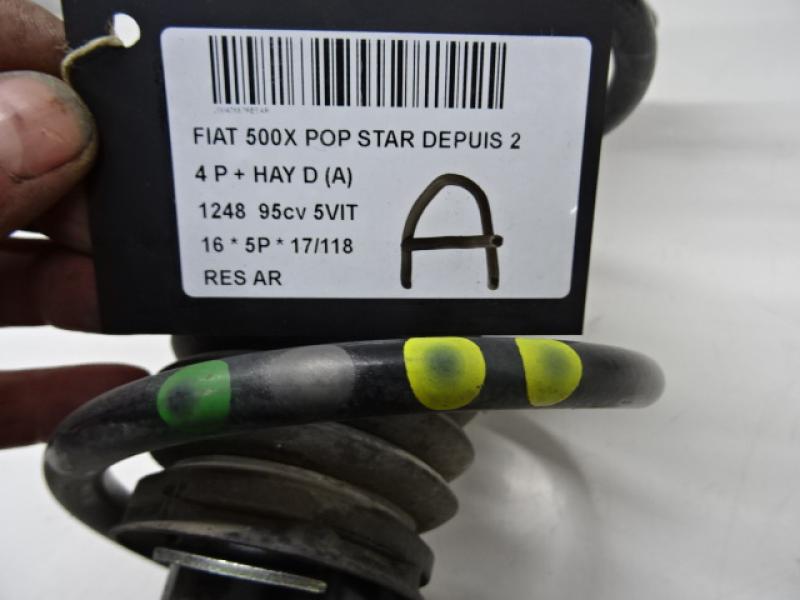 FIAT 500X POP STAR DEPUIS 2
4 P + HAY D (A)
1248 95cv 5VIT
16 * 5P * 17/118
RES AR
A